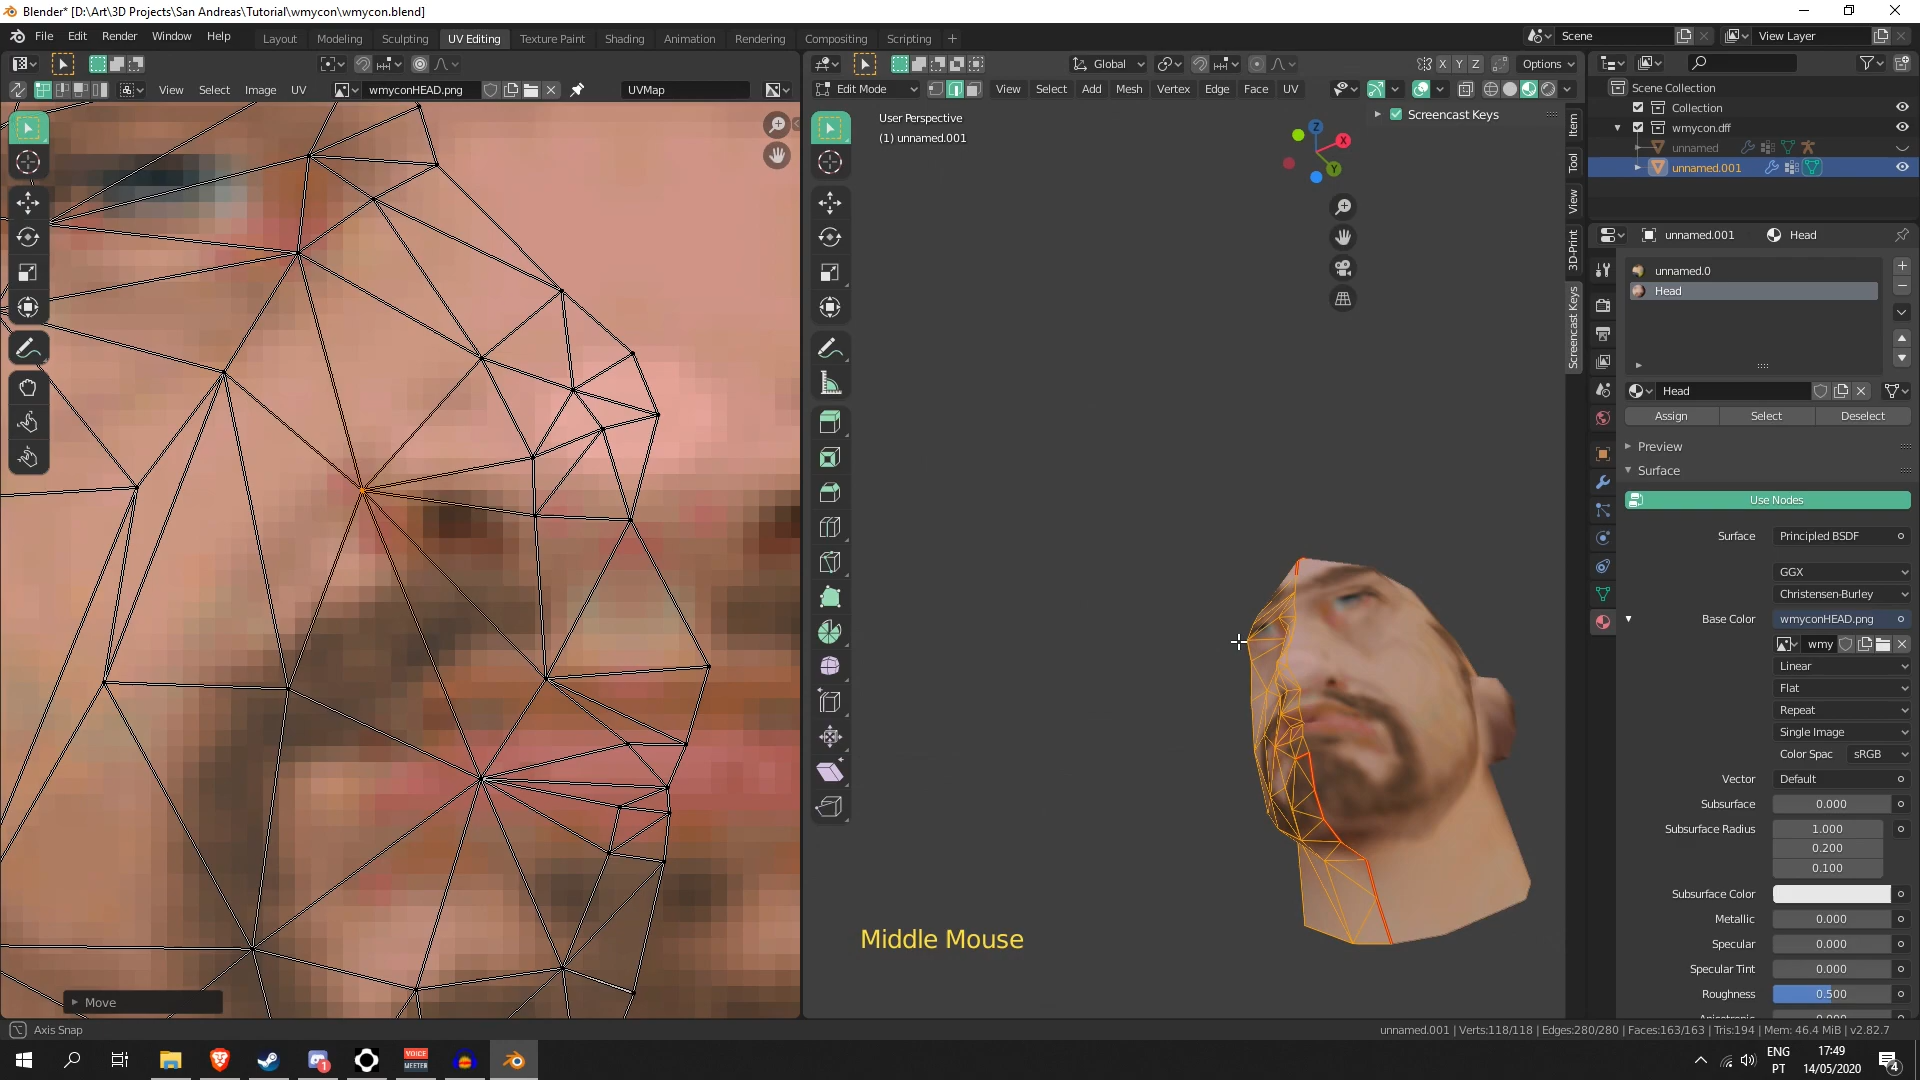 Blender* [D:\Art\3D Projects\San Andreas\Tutorial\wmycon\wmycon.blend]
File Edit Render Window Help
Layout Modeling Sculpting UV Editing Texture Paint Shading Animation Rendering Compositing Scripting +
Scene
View Layer
Global
X Y Z
Options
View Select Image UV
wmyconHEAD.png
UVMap
Edit Mode
View Select Add Mesh Vertex Edge Face UV
User Perspective
(1) unnamed.001
Screencast Keys
Z
X
Y
Item
Tool
View
3D-Print
Screencast Keys
Middle Mouse
Move
Scene Collection
Collection
wmycon.dff
unnamed
unnamed.001
unnamed.001
Head
unnamed.0
Head
Head
Assign
Select
Deselect
Preview
Surface
Use Nodes
Surface
Principled BSDF
GGX
Christensen-Burley
Base Color
wmyconHEAD.png
wmy
Linear
Flat
Repeat
Single Image
Color Spac
sRGB
Vector
Default
Subsurface
0.000
Subsurface Radius
1.000
0.200
0.100
Subsurface Color
Metallic
0.000
Specular
0.000
Specular Tint
0.000
Roughness
0.500
Axis Snap
unnamed.001 | Verts:118/118 | Edges:280/280 | Faces:163/163 | Tris:194 | Mem: 46.4 MiB | v2.82.7
VOICE
MEETER
1
ENG
PT
17:49
14/05/2020
4